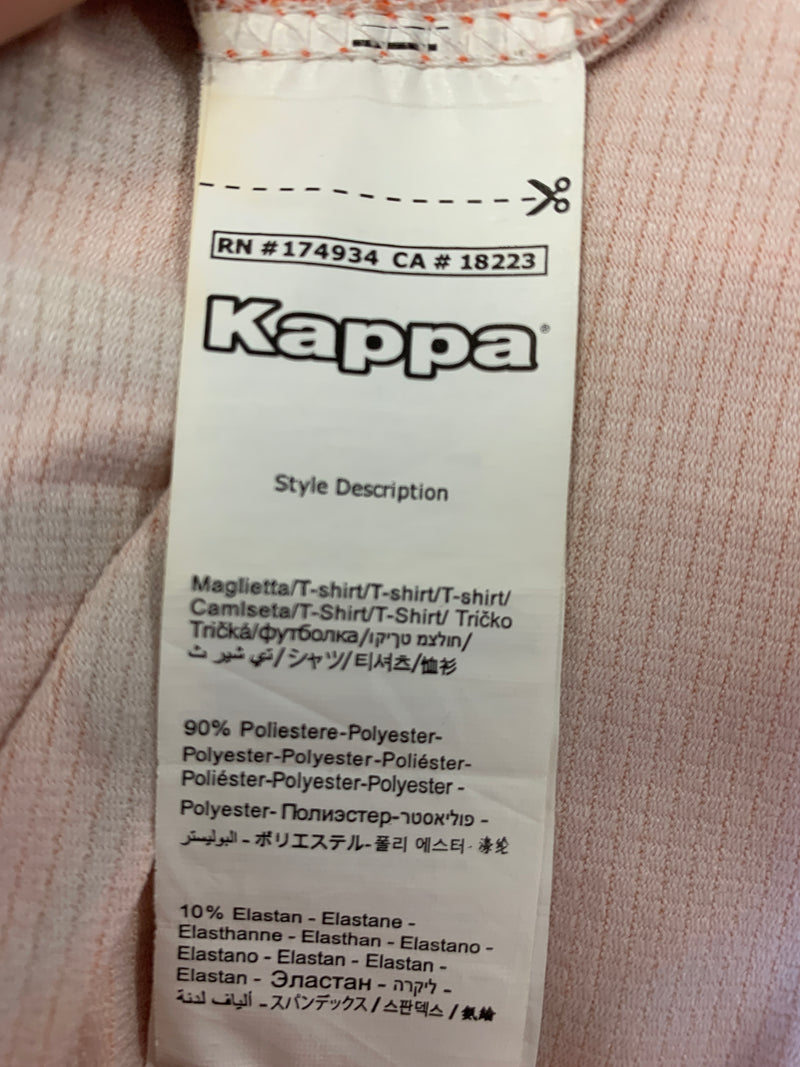 RN #174934 CA # 18223
Kappa®
Style Description
Maglietta/T-shirt/T-shirt/T-shirt/
CamIseta/T-Shirt/T-Shirt/ Tričko
Tričká/футболка/חולצמ טריקו/
تي شير ث/シャツ/티셔츠/恤衫
90% Poliestere-Polyester-
Polyester-Polyester-Poliéster-
Poliéster-Polyester-Polyester -
Polyester- Полиэстер-פוליאסטר -
البوليستر - ポリエステル-폴리 에스터-
10% Elastan - Elastane -
Elasthanne - Elasthan - Elastano -
Elastano - Elastan - Elastan -
Elastan - Эластан - לייקרה -
ألياف لدنة - スパンデックス / 스판덱스 /